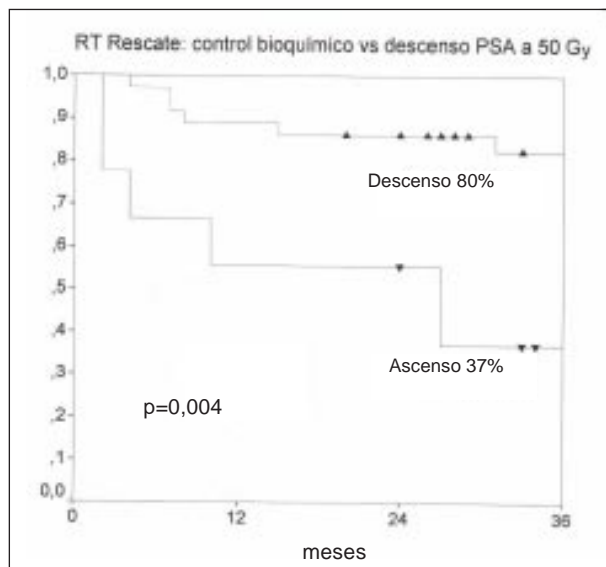 RT Rescate: control bioquímico vs descenso PSA a 50 Gy
1,0
,9
,8
Descenso 80%
,7
,6
,5
,4
Ascenso 37%
,3
p=0,004
,2
,1
0,0
0 12 24 36
meses